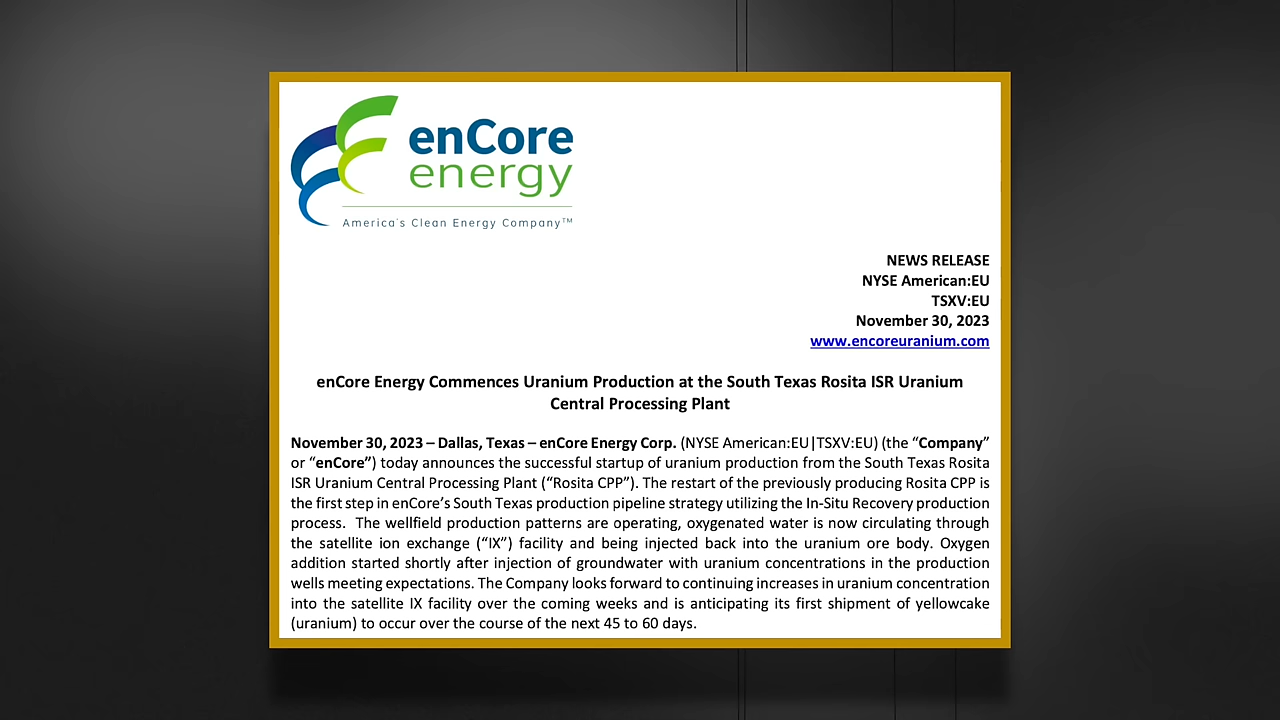 enCore
energy
America's Clean Energy Company™
NEWS RELEASE
NYSE American:EU
TSXV:EU
November 30, 2023
www.encoreuranium.com
enCore Energy Commences Uranium Production at the South Texas Rosita ISR Uranium
Central Processing Plant
November 30, 2023 – Dallas, Texas – enCore Energy Corp. (NYSE American:EU|TSXV:EU) (the “Company”
or “enCore”) today announces the successful startup of uranium production from the South Texas Rosita
ISR Uranium Central Processing Plant (“Rosita CPP”). The restart of the previously producing Rosita CPP is
the first step in enCore’s South Texas production pipeline strategy utilizing the In-Situ Recovery production
process. The wellfield production patterns are operating, oxygenated water is now circulating through
the satellite ion exchange (“IX”) facility and being injected back into the uranium ore body. Oxygen
addition started shortly after injection of groundwater with uranium concentrations in the production
wells meeting expectations. The Company looks forward to continuing increases in uranium concentration
into the satellite IX facility over the coming weeks and is anticipating its first shipment of yellowcake
(uranium) to occur over the course of the next 45 to 60 days.